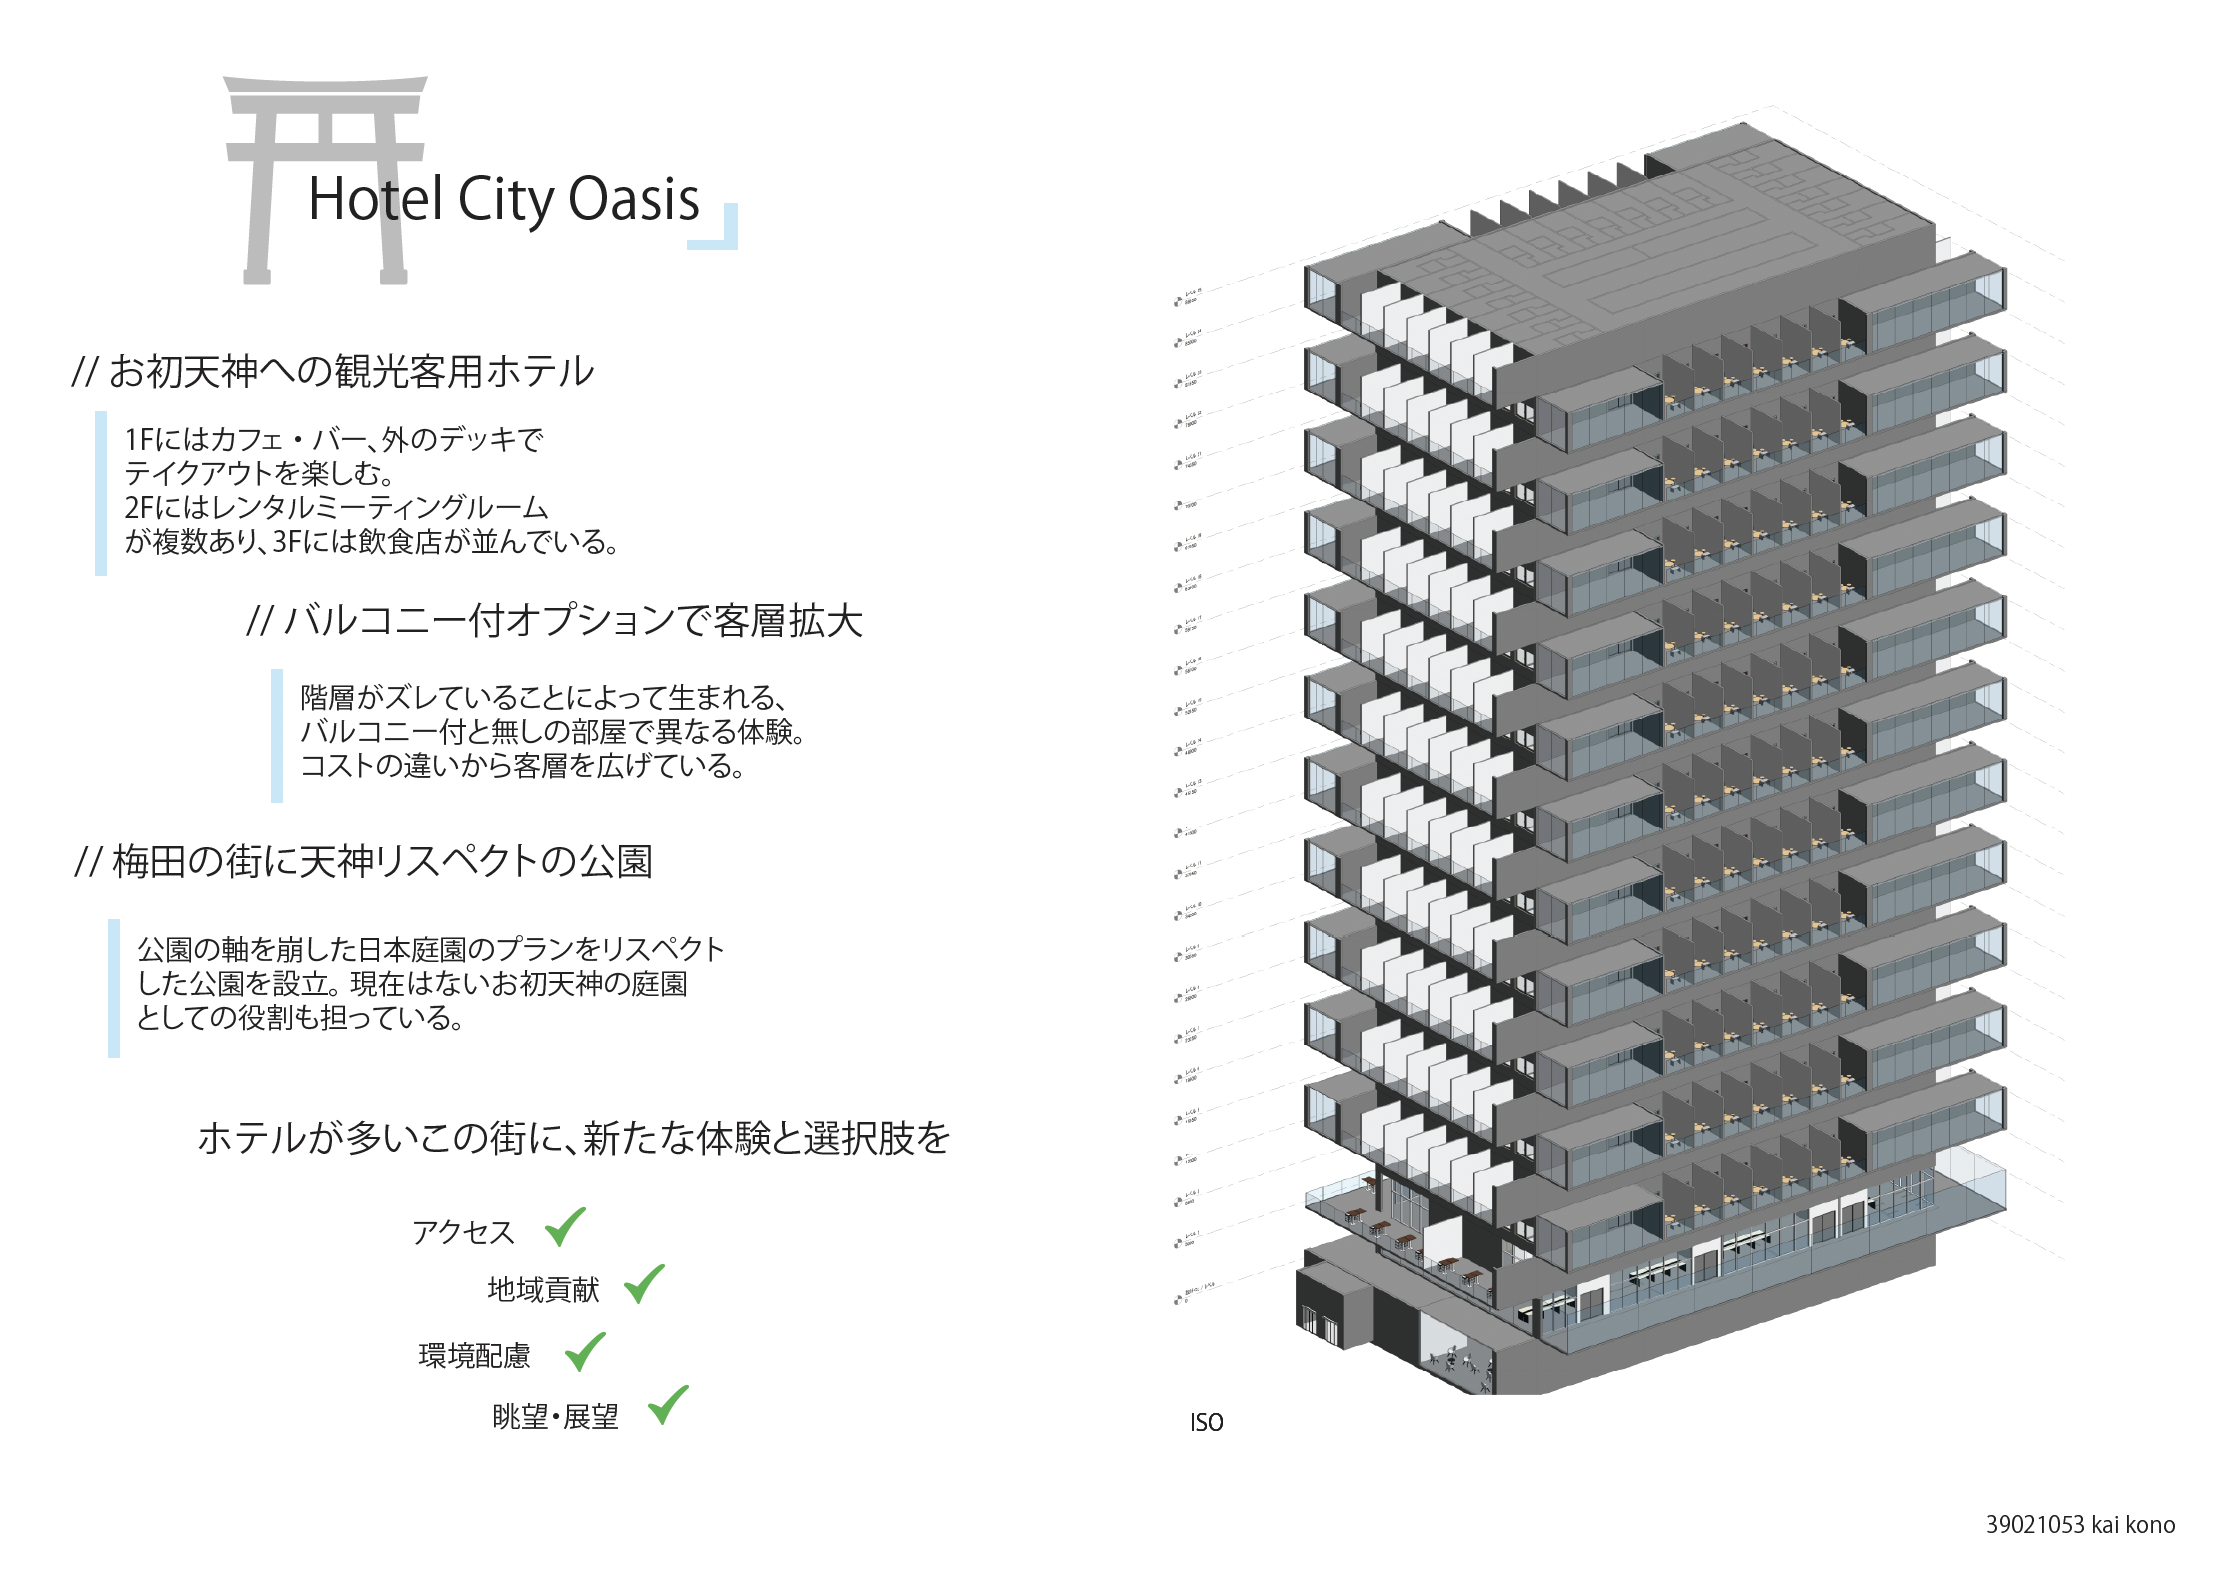 Hotel City Oasis
// お初天神への観光客用ホテル
1Fにはカフェ・バー、外のデッキで
テイクアウトを楽しむ。
2Fにはレンタルミーティングルーム
が複数あり、3Fには飲食店が並んでいる。
// バルコニー付オプションで客層拡大
階層がズレていることによって生まれる、
バルコニー付と無しの部屋で異なる体験。
コストの違いから客層を広げている。
// 梅田の街に天神リスペクトの公園
公園の軸を崩した日本庭園のプランをリスペクト
した公園を設立。現在はないお初天神の庭園
としての役割も担っている。
ホテルが多いこの街に、新たな体験と選択肢を
アクセス
地域貢献
環境配慮
眺望・展望
ISO
39021053 kai kono